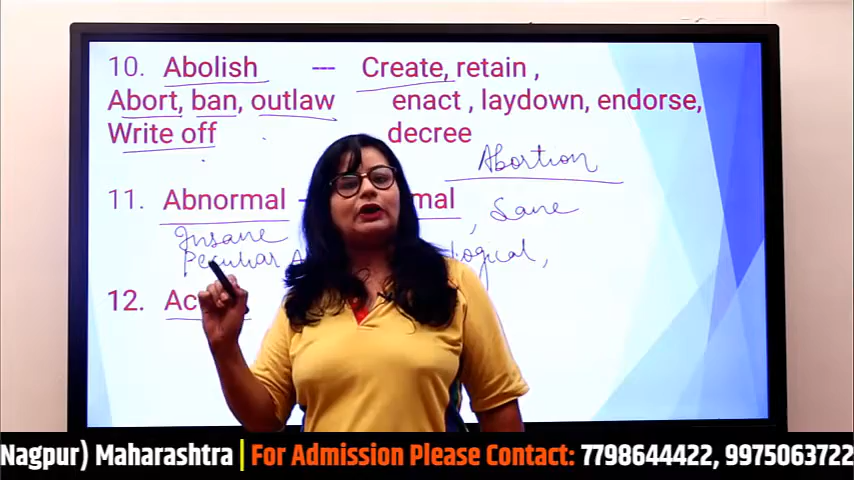 10. Abolish --- Create, retain ,
Abort, ban, outlaw enact , laydown, endorse,
Write off decree
Abortion
11. Abnormal - mal , Sane
Insane
Peculiar A logical,
12. Ac
Nagpur) Maharashtra | For Admission Please Contact: 7798644422, 9975063722